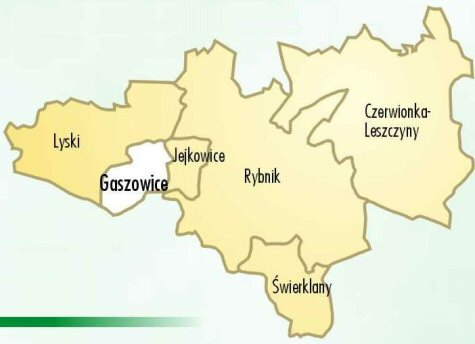 Czerwionka-
Leszczyny
Lyski
Jejkowice
Gaszowice
Rybnik
Świerklany